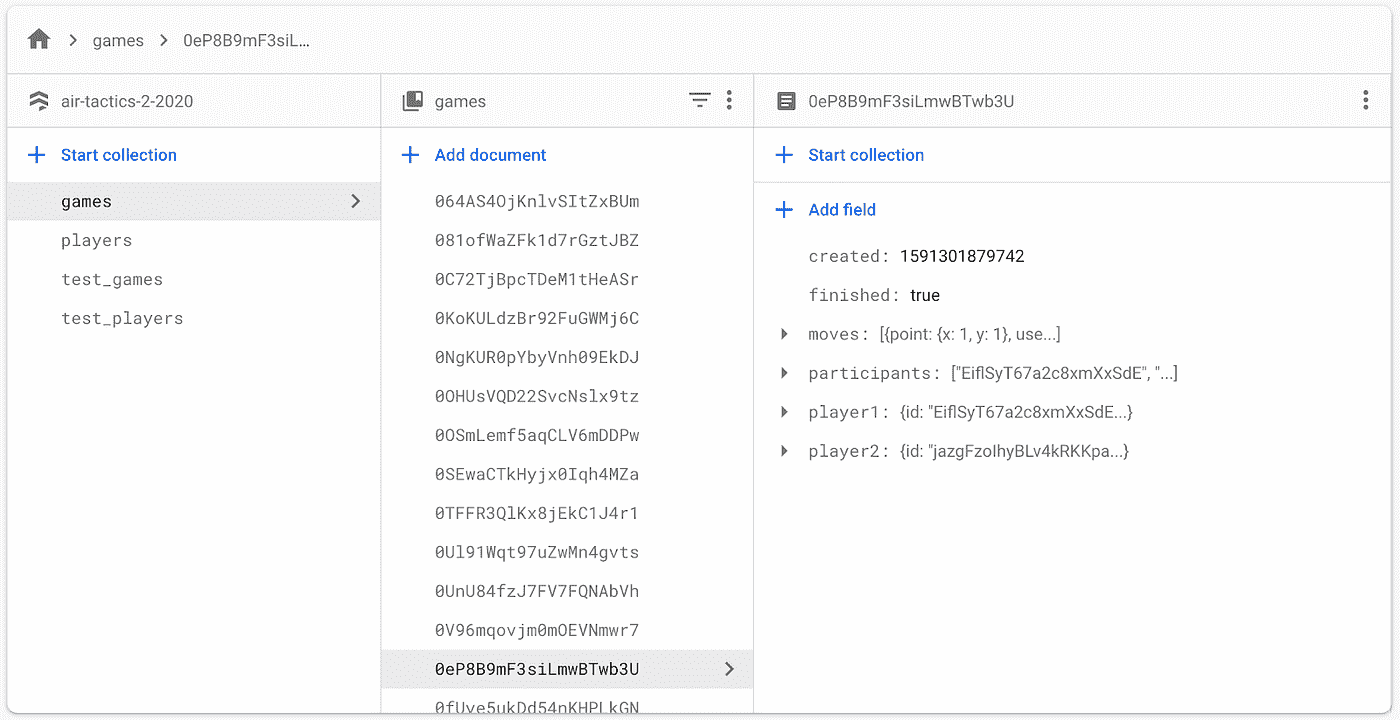 games
0eP8B9mF3siL...
air-tactics-2-2020
games
0eP8B9mF3siLmwBTwb3U
Start collection
games
players
test_games
test_players
Add document
064AS4OjKnlvSItZxBUm
081ofWaZFk1d7rGztJBZ
0C72TjBpcTDeM1tHeASr
0KoKULdzBr92FuGWMj6C
0NgKUR0pYbyVnh09EkDJ
0OHUsVQD22SvcNslx9tz
0OSmLemf5aqCLV6mDDPw
0SEwaCTkHyjx0Iqh4MZa
0TFFR3QlKx8jEkC1J4r1
0Ul91Wqt97uZwMn4gvts
0UnU84fzJ7FV7FQNAbVh
0V96mqovjm0mOEVNmwr7
0eP8B9mF3siLmwBTwb3U
0fUve5ukDd54nKHPLkGN
Start collection
Add field
created: 1591301879742
finished: true
moves: [{point: {x: 1, y: 1}, use...]
participants: ["EiflSyT67a2c8xmXxSdE", "...]
player1: {id: "EiflSyT67a2c8xmXxSdE...}
player2: {id: "jazgFzoIhyBLv4kRKKpa...}